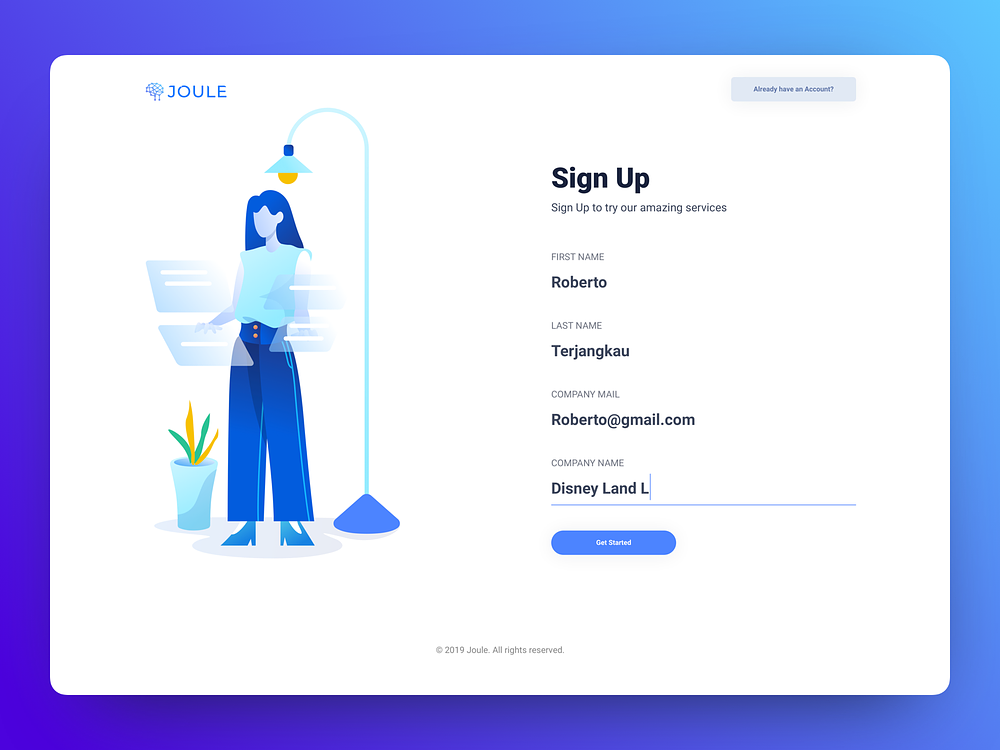 JOULE
Already have an Account?
Sign Up
Sign Up to try our amazing services
FIRST NAME
Roberto
LAST NAME
Terjangkau
COMPANY MAIL
Roberto@gmail.com
COMPANY NAME
Disney Land L
Get Started
© 2019 Joule. All rights reserved.